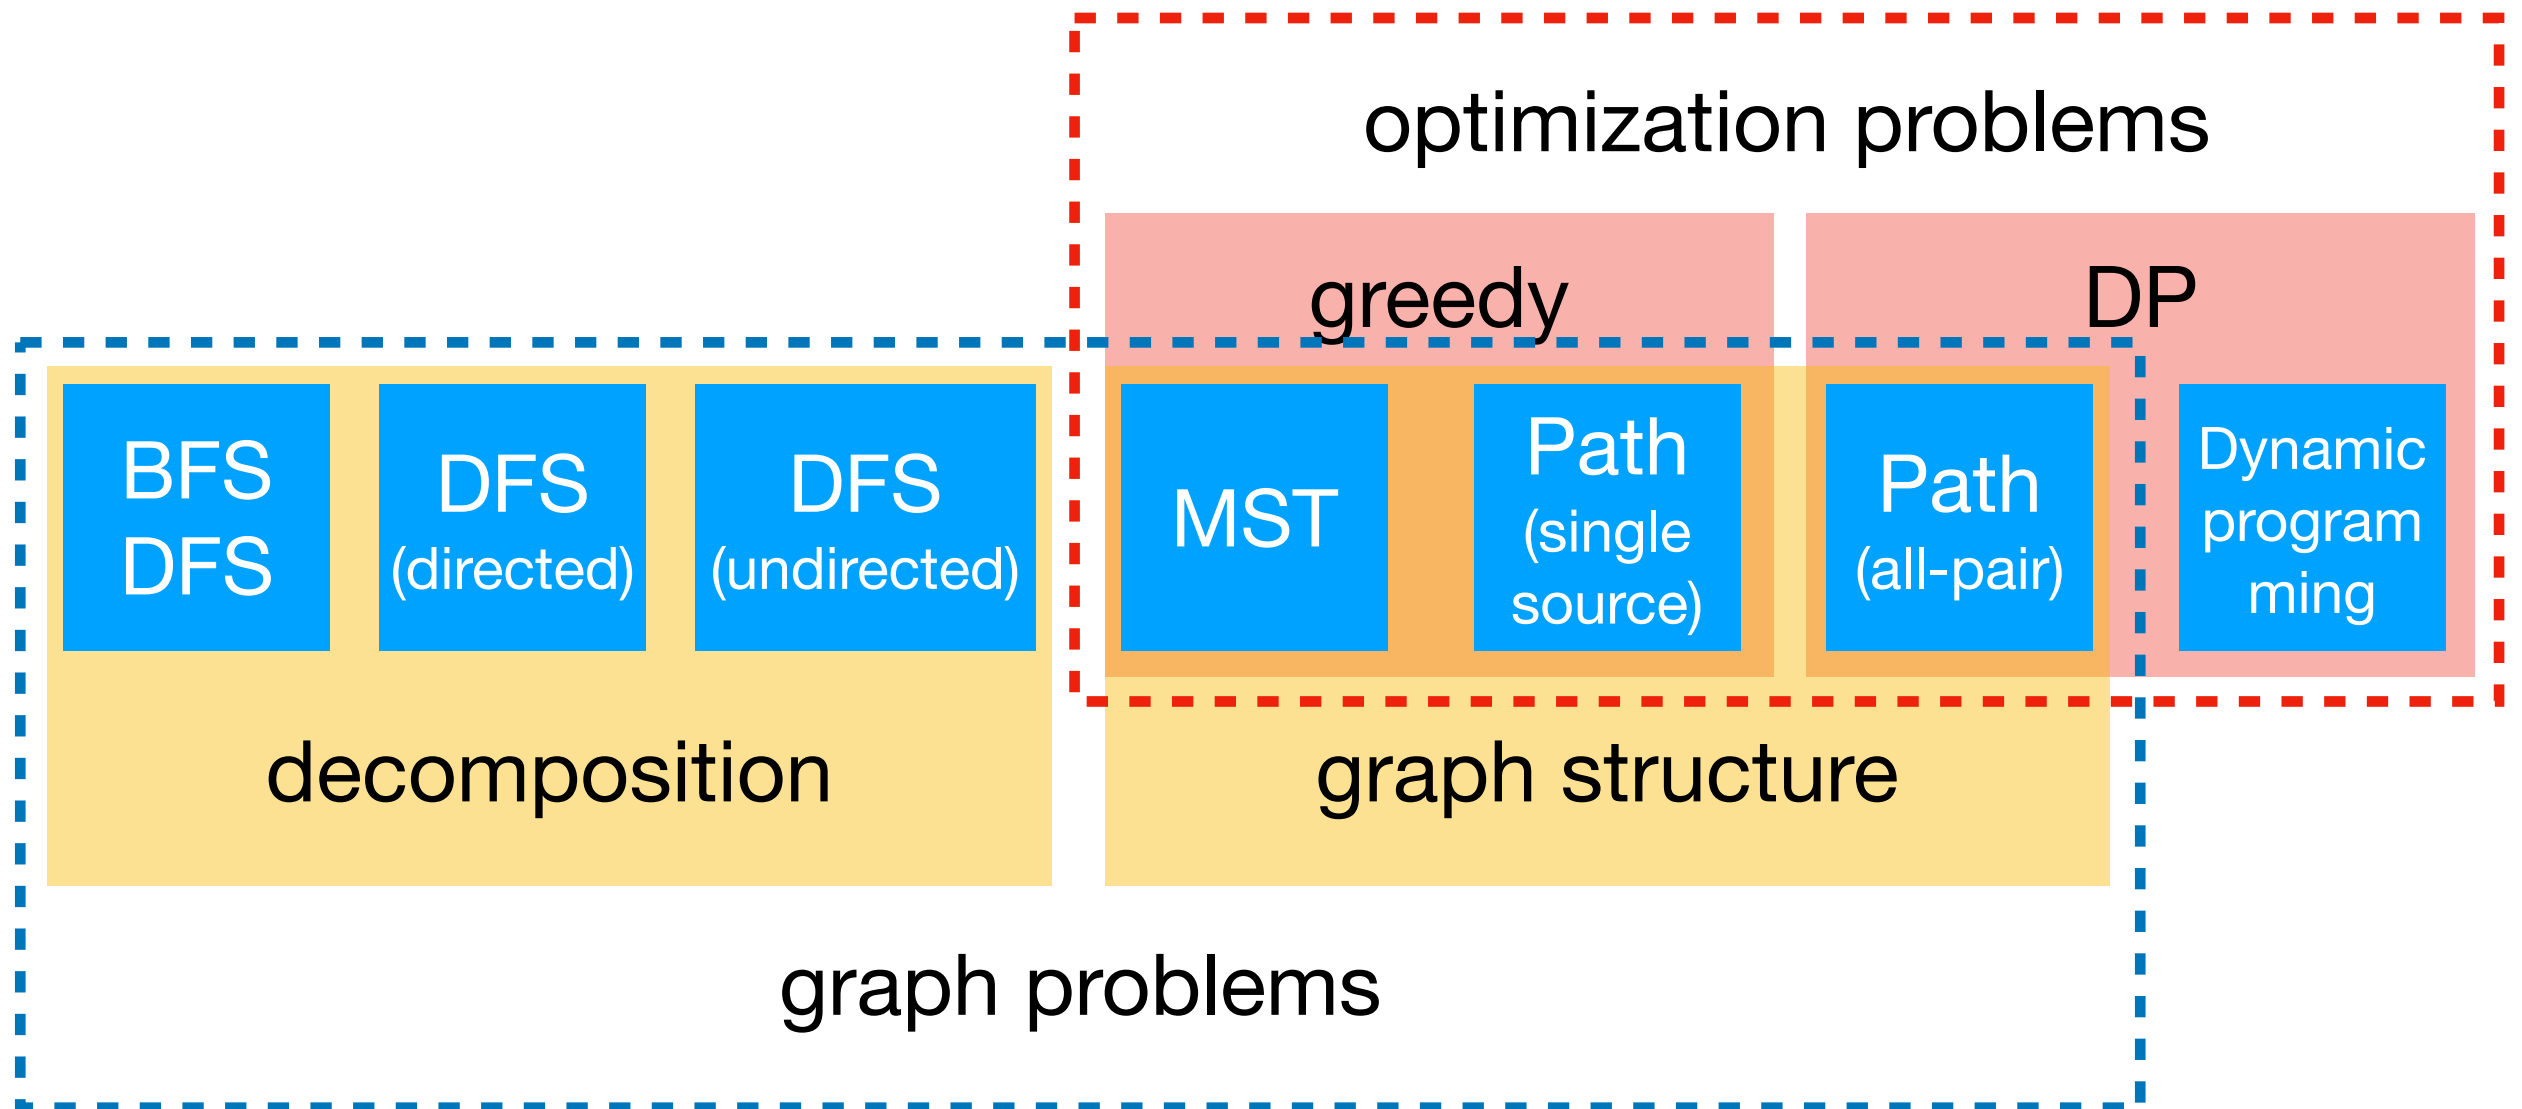 optimization problems
greedy
DP
BFS
DFS
DFS
(directed)
DFS
(undirected)
MST
Path
(single
source)
Path
(all-pair)
Dynamic
program
ming
decomposition
graph structure
graph problems